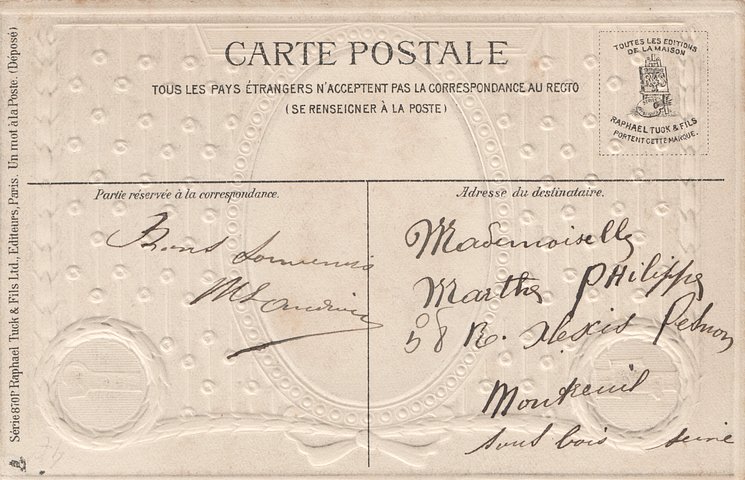 CARTE POSTALE
TOUS LES PAYS ÉTRANGERS N'ACCEPTENT PAS LA CORRESPONDANCE AU RECTO
(SE RENSEIGNER À LA POSTE)
TOUTES LES EDITIONS
DE LA MAISON
RAPHAEL TUCK & FILS
PORTENT CETTE MARQUE.
Partie réservée à la correspondance.
Bons Souvenirs
Adresse du destinataire.
Mademoiselle
Marthe PHilippe
58 R. Alexis Pesnon
Montreuil
sous bois seine
Série 870P Raphael Tuck & Fils Ltd., Editeurs, Paris. Un mot à la Poste. (Déposé)